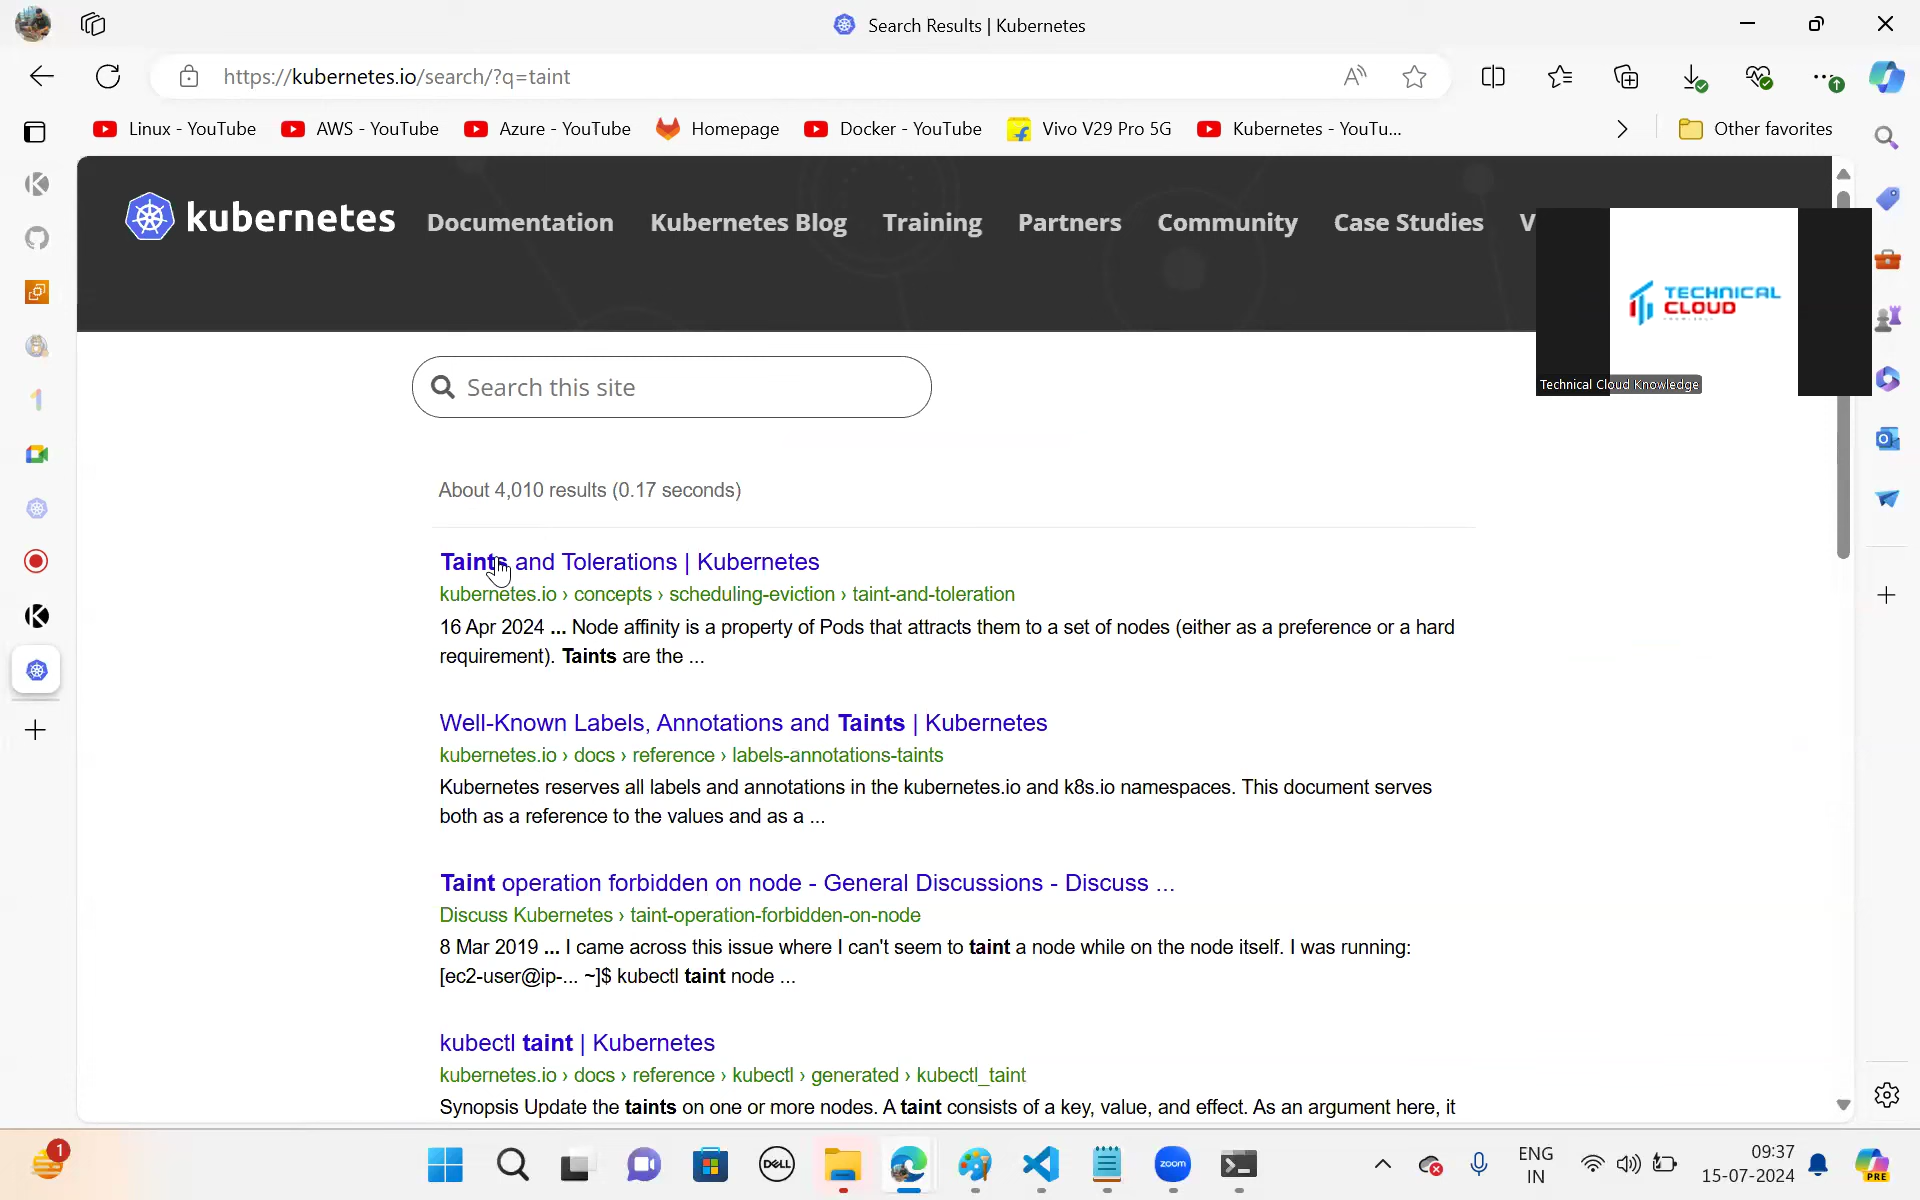 Search Results | Kubernetes
https://kubernetes.io/search/?q=taint
Linux - YouTube
AWS - YouTube
Azure - YouTube
Homepage
Docker - YouTube
Vivo V29 Pro 5G
Kubernetes - YouTu...
Other favorites
kubernetes
Documentation
Kubernetes Blog
Training
Partners
Community
Case Studies
V
TECHNICAL
CLOUD
Technical Cloud Knowledge
Search this site
About 4,010 results (0.17 seconds)
Taints and Tolerations | Kubernetes
kubernetes.io › concepts › scheduling-eviction › taint-and-toleration
16 Apr 2024 ... Node affinity is a property of Pods that attracts them to a set of nodes (either as a preference or a hard
requirement). Taints are the ...
Well-Known Labels, Annotations and Taints | Kubernetes
kubernetes.io › docs › reference › labels-annotations-taints
Kubernetes reserves all labels and annotations in the kubernetes.io and k8s.io namespaces. This document serves
both as a reference to the values and as a ...
Taint operation forbidden on node - General Discussions - Discuss ...
Discuss Kubernetes › taint-operation-forbidden-on-node
8 Mar 2019 ... I came across this issue where I can't seem to taint a node while on the node itself. I was running:
[ec2-user@ip-... ~]$ kubectl taint node ...
kubectl taint | Kubernetes
kubernetes.io › docs › reference › kubectl › generated › kubectl_taint
Synopsis Update the taints on one or more nodes. A taint consists of a key, value, and effect. As an argument here, it
1
DELL
zoom
ENG
IN
09:37
15-07-2024
PRE